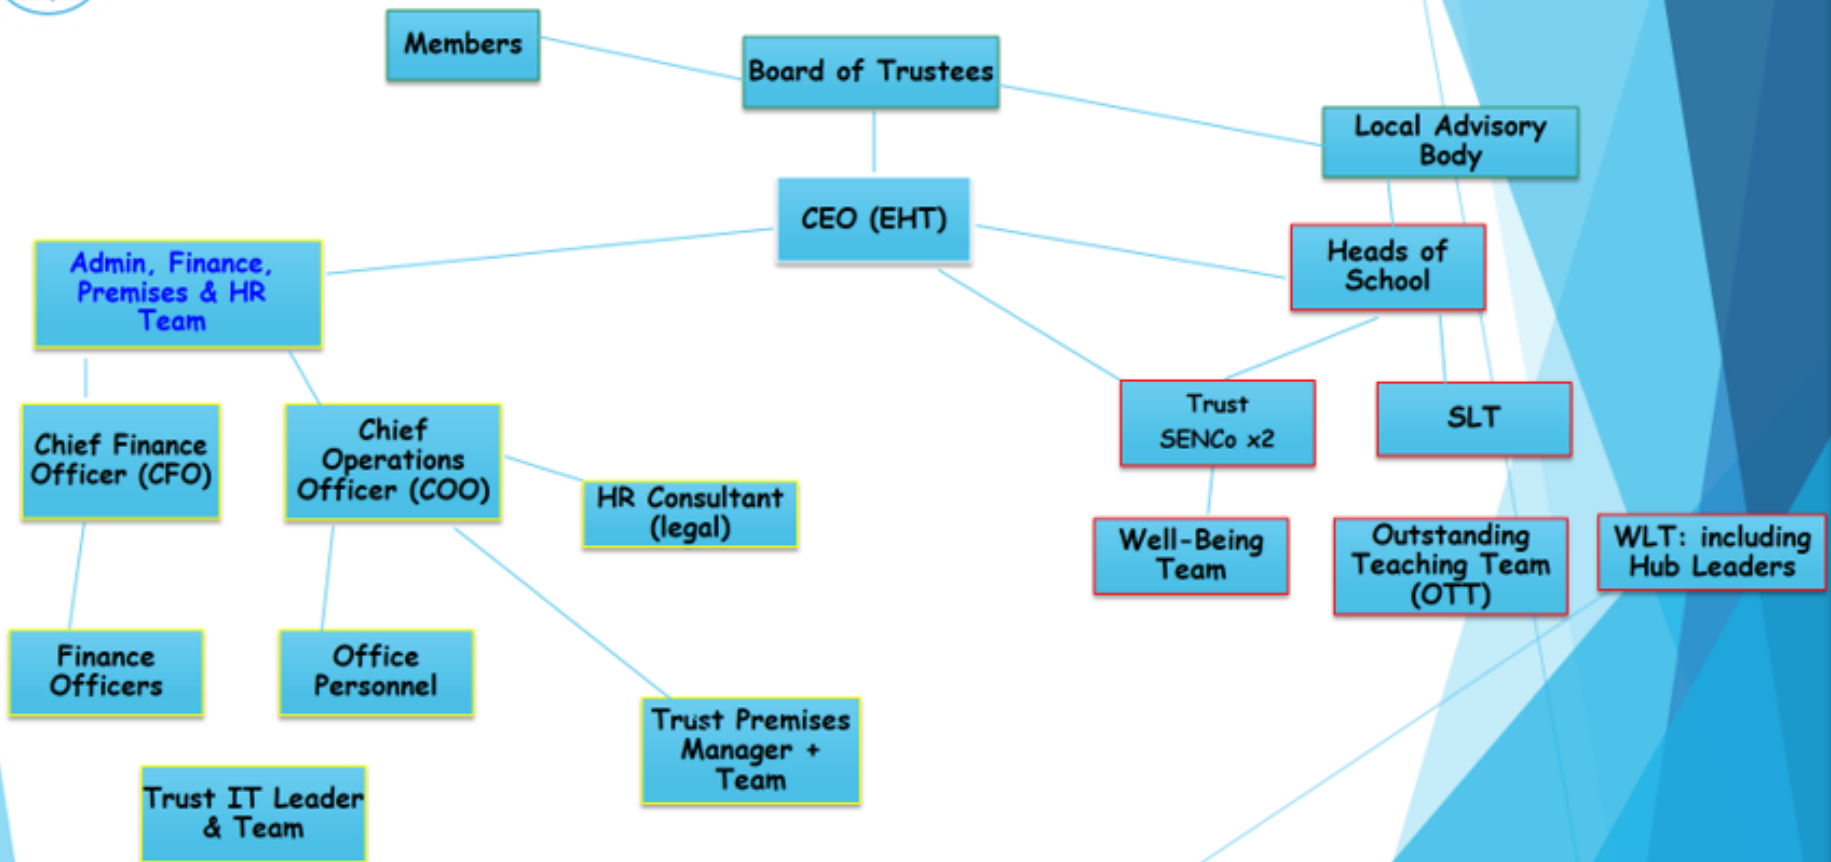 Members
Board of Trustees
Local Advisory
Body
CEO (EHT)
Admin, Finance,
Premises & HR
Team
Heads of
School
Chief Finance
Officer (CFO)
Chief
Operations
Officer (COO)
HR Consultant
(legal)
Trust
SENCo x2
SLT
Well-Being
Team
Outstanding
Teaching Team
(OTT)
WLT: including
Hub Leaders
Finance
Officers
Office
Personnel
Trust Premises
Manager +
Team
Trust IT Leader
& Team